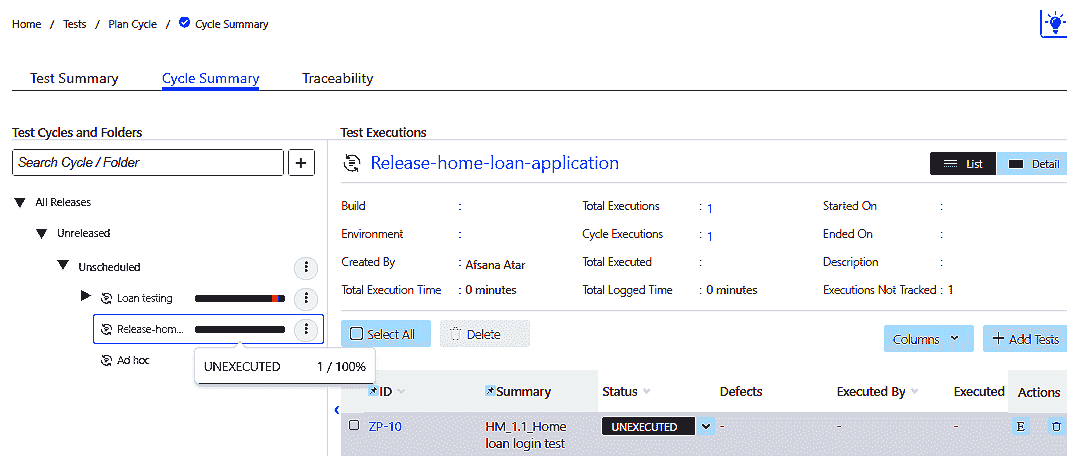 Home / Tests / Plan Cycle / Cycle Summary
Test Summary Cycle Summary Traceability
Test Cycles and Folders
Search Cycle / Folder +
All Releases
Unreleased
Unscheduled
Loan testing
Release-hom...
Ad hoc
UNEXECUTED 1 / 100%
Test Executions
Release-home-loan-application
List Detail
Build : Total Executions : 1 Started On :
Environment : Cycle Executions : 1 Ended On :
Created By : Afsana Atar Total Executed : Description :
Total Execution Time : 0 minutes Total Logged Time : 0 minutes Executions Not Tracked : 1
Select All Delete Columns + Add Tests
ID Summary Status Defects Executed By Executed Actions
ZP-10 HM_1.1_Home UNEXECUTED - - - E
loan login test